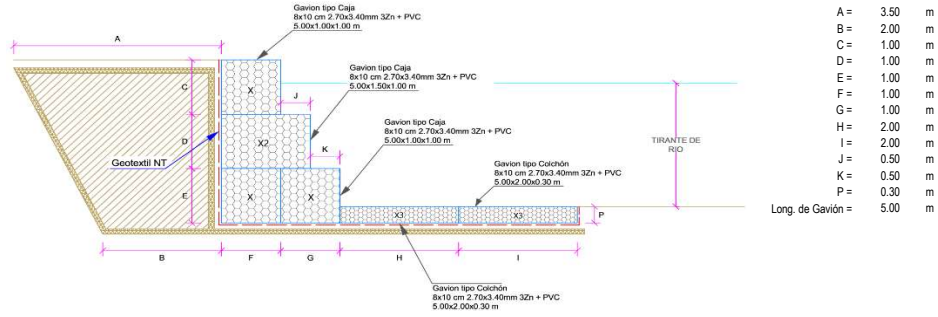 Gavion tipo Caja
8x10 cm 2.70x3.40mm 3Zn + PVC
5.00x1.00x1.00 m
A
Gavion tipo Caja
8x10 cm 2.70x3.40mm 3Zn + PVC
5.00x1.50x1.00 m
C
X
J
Gavion tipo Caja
8x10 cm 2.70x3.40mm 3Zn + PVC
5.00x1.00x1.00 m
D
X2
K
TIRANTE DE
RIO
Geotextil NT
Gavion tipo Colchón
8x10 cm 2.70x3.40mm 3Zn + PVC
5.00x2.00x0.30 m
E
X
X
X3
X3
P
B
F
G
H
I
Gavion tipo Colchón
8x10 cm 2.70x3.40mm 3Zn + PVC
5.00x2.00x0.30 m
A = 3.50 m
B = 2.00 m
C = 1.00 m
D = 1.00 m
E = 1.00 m
F = 1.00 m
G = 1.00 m
H = 2.00 m
I = 2.00 m
J = 0.50 m
K = 0.50 m
P = 0.30 m
Long. de Gavión = 5.00 m